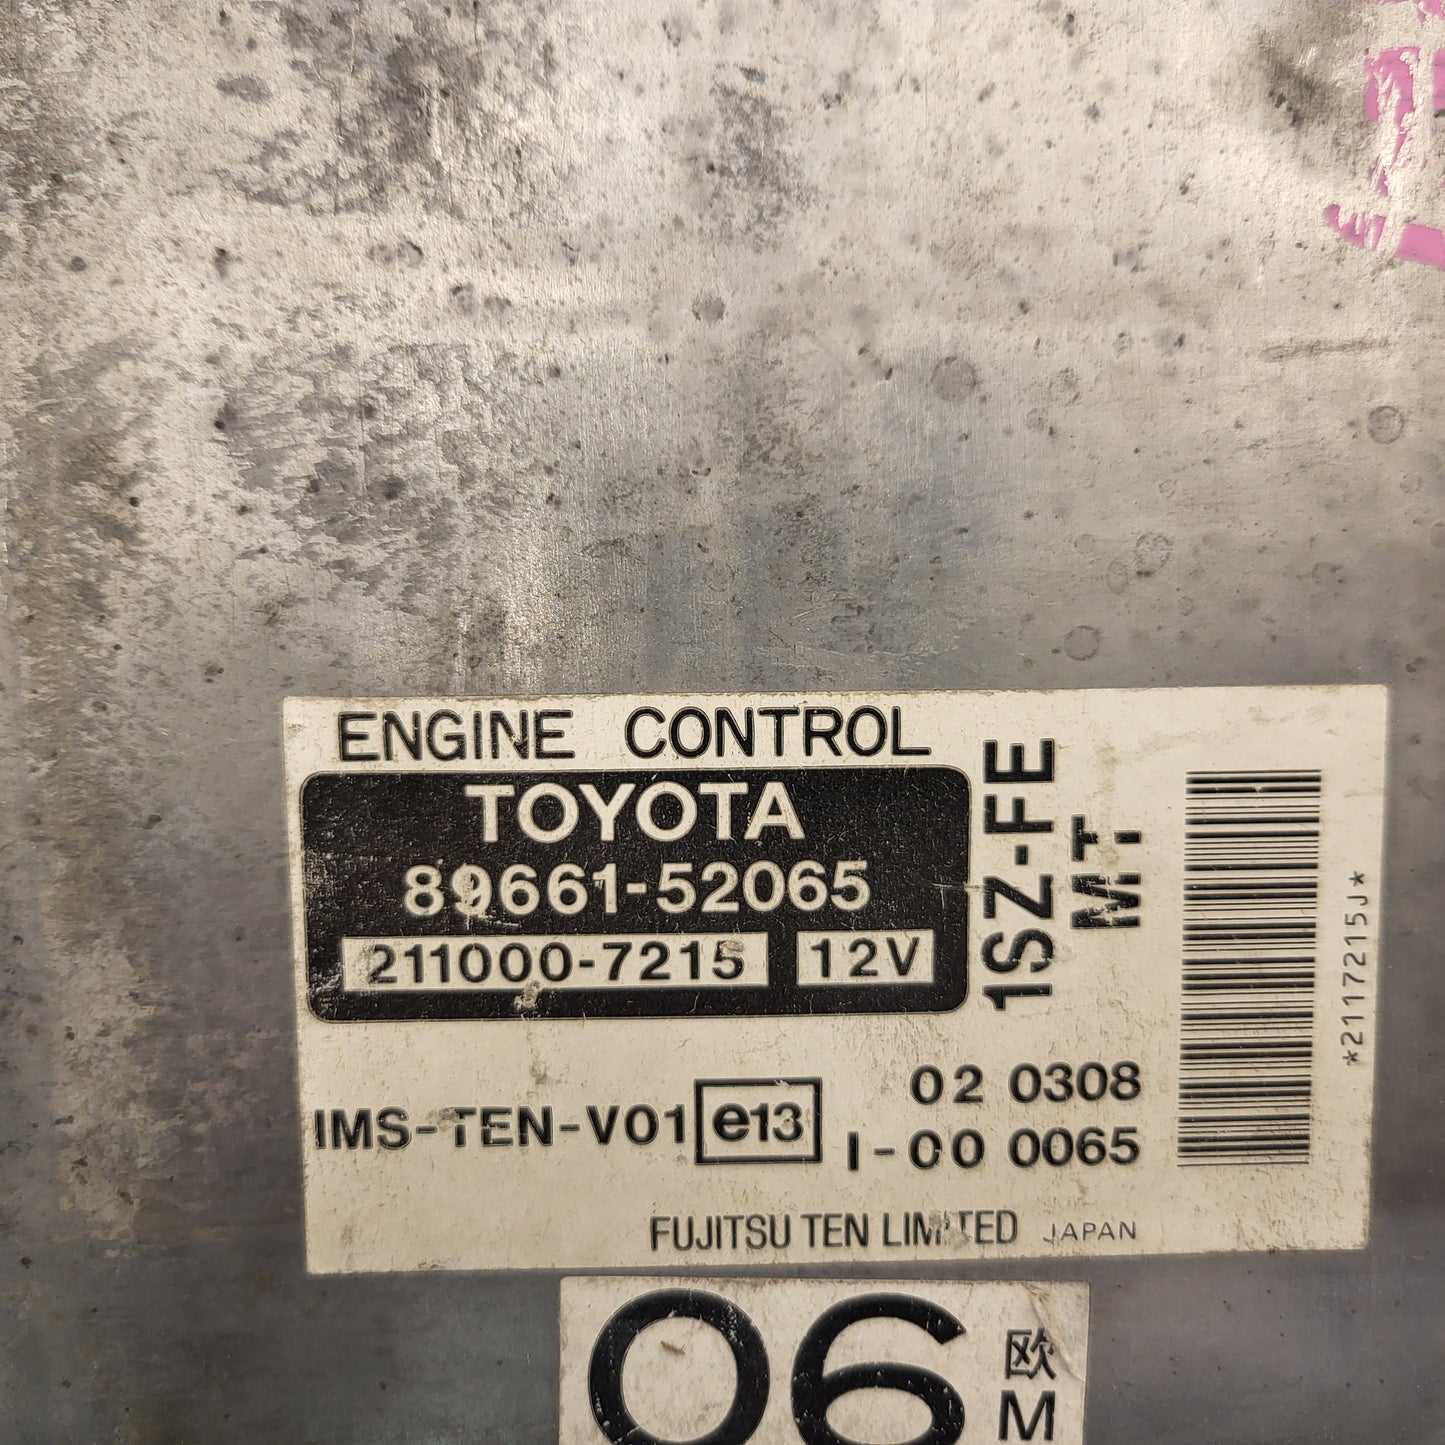 ENGINE CONTROL
TOYOTA
89661-52065
211000-7215 12V
1SZ-FE
MT
*2117215J*
IMS-TEN-V01 e13 02 0308
I-00 0065
FUJITSU TEN LIMITED JAPAN
06 欧
M